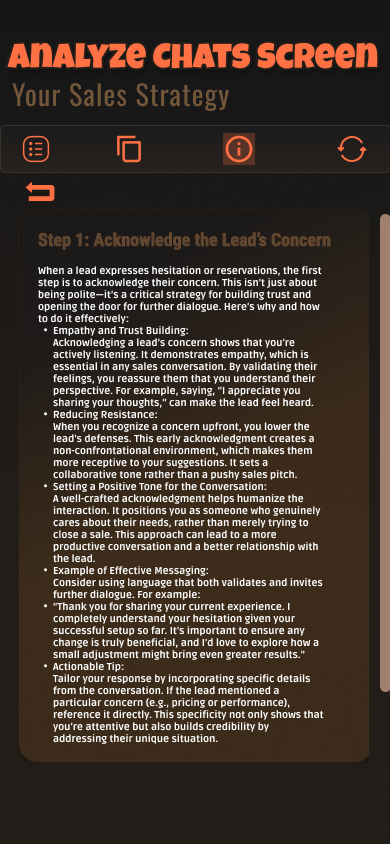 Analyze Chats Screen
Your Sales Strategy
Step 1: Acknowledge the Lead's Concern
When a lead expresses hesitation or reservations, the first
step is to acknowledge their concern. This isn't just about
being polite—it's a critical strategy for building trust and
opening the door for further dialogue. Here's why and how
to do it effectively:
• Empathy and Trust Building:
Acknowledging a lead's concern shows that you're
actively listening. It demonstrates empathy, which is
essential in any sales conversation. By validating their
feelings, you reassure them that you understand their
perspective. For example, saying, "I appreciate you
sharing your thoughts," can make the lead feel heard.
• Reducing Resistance:
When you recognize a concern upfront, you lower the
lead's defenses. This early acknowledgment creates a
non-confrontational environment, which makes them
more receptive to your suggestions. It sets a
collaborative tone rather than a pushy sales pitch.
• Setting a Positive Tone for the Conversation:
A well-crafted acknowledgment helps humanize the
interaction. It positions you as someone who genuinely
cares about their needs, rather than merely trying to
close a sale. This approach can lead to a more
productive conversation and a better relationship with
the lead.
• Example of Effective Messaging:
Consider using language that both validates and invites
further dialogue. For example:
• "Thank you for sharing your current experience. I
completely understand your hesitation given your
successful setup so far. It's important to ensure any
change is truly beneficial, and I'd love to explore how a
small adjustment might bring even greater results."
• Actionable Tip:
Tailor your response by incorporating specific details
from the conversation. If the lead mentioned a
particular concern (e.g., pricing or performance),
reference it directly. This specificity not only shows that
you're attentive but also builds credibility by
addressing their unique situation.